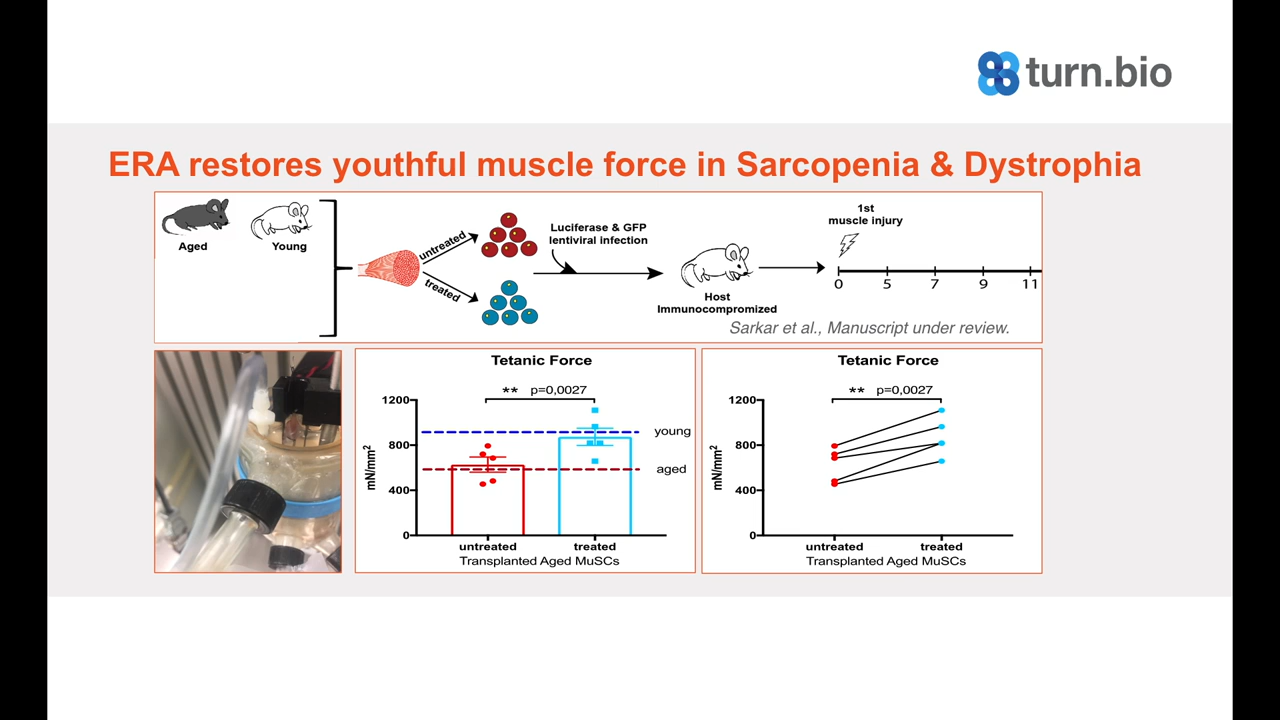 turn.bio
ERA restores youthful muscle force in Sarcopenia & Dystrophia
Aged
Young
untreated
treated
Luciferase & GFP
lentiviral infection
Host
Immunocompromized
1st
muscle injury
0 5 7 9 11
Sarkar et al., Manuscript under review.
Tetanic Force
** p=0,0027
1200
800
400
0
mN/mm²
young
aged
untreated treated
Transplanted Aged MuSCs
Tetanic Force
** p=0,0027
1200
800
400
0
mN/mm²
untreated treated
Transplanted Aged MuSCs